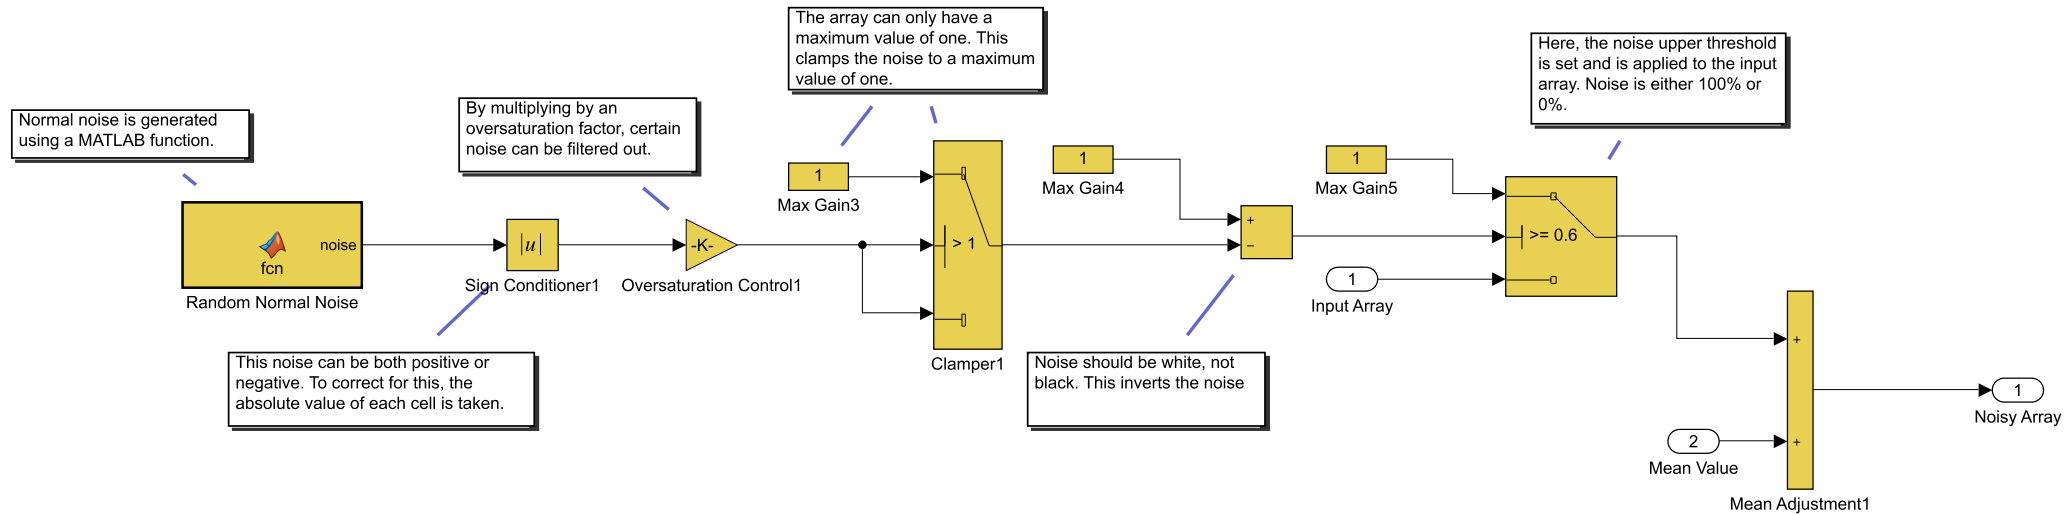 Normal noise is generated
using a MATLAB function.
noise
fcn
Random Normal Noise
This noise can be both positive or
negative. To correct for this, the
absolute value of each cell is taken.
|u|
Sign Conditioner1
By multiplying by an
oversaturation factor, certain
noise can be filtered out.
-K-
Oversaturation Control1
The array can only have a
maximum value of one. This
clamps the noise to a maximum
value of one.
1
Max Gain3
> 1
Clamper1
1
Max Gain4
+
−
Noise should be white, not
black. This inverts the noise
1
Max Gain5
1
Input Array
Here, the noise upper threshold
is set and is applied to the input
array. Noise is either 100% or
0%.
>= 0.6
2
Mean Value
+
+
Mean Adjustment1
1
Noisy Array